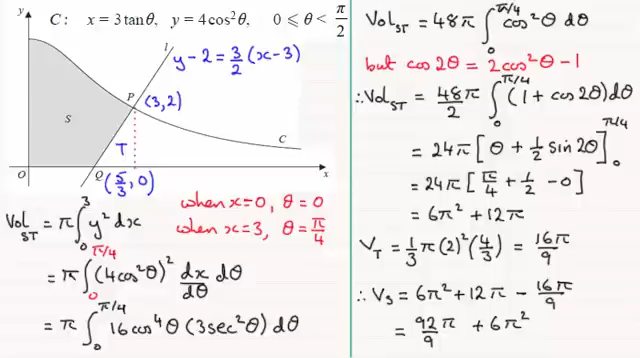 C: x = 3 tan θ, y = 4 cos² θ, 0 ⩽ θ < π/2
y
l
y - 2 = 3/2 (x - 3)
P
(3, 2)
S
T
C
O
Q
x
(5/3, 0)
Vol_ST = π ∫₀³ y² dx
when x = 0, θ = 0
when x = 3, θ = π/4
= π ∫₀^{π/4} (4cos²θ)² dx/dθ dθ
= π ∫₀^{π/4} 16 cos⁴θ (3sec²θ) dθ
Vol_ST = 48π ∫₀^{π/4} cos²θ dθ
but cos 2θ = 2cos²θ - 1
∴ Vol_ST = 48/2 π ∫₀^{π/4} (1 + cos 2θ) dθ
= 24π [θ + 1/2 sin 2θ]₀^{π/4}
= 24π [π/4 + 1/2 - 0]
= 6π² + 12π
V_T = 1/3 π(2)² (4/3) = 16π/9
∴ V_S = 6π² + 12π - 16π/9
= 92/9 π + 6π²